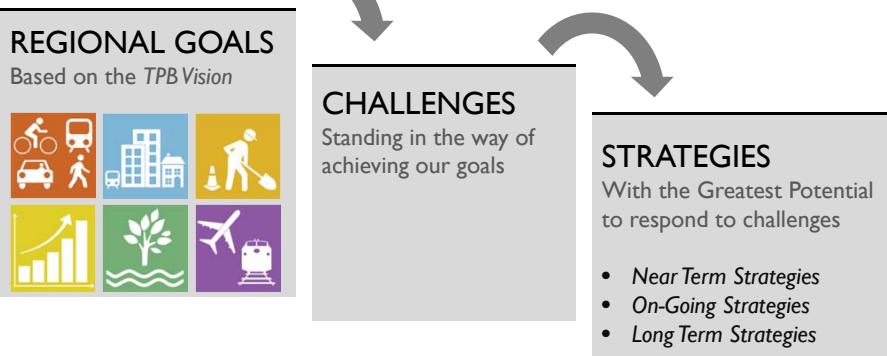 REGIONAL GOALS
Based on the TPB Vision
CHALLENGES
Standing in the way of
achieving our goals
STRATEGIES
With the Greatest Potential
to respond to challenges
• Near Term Strategies
• On-Going Strategies
• Long Term Strategies